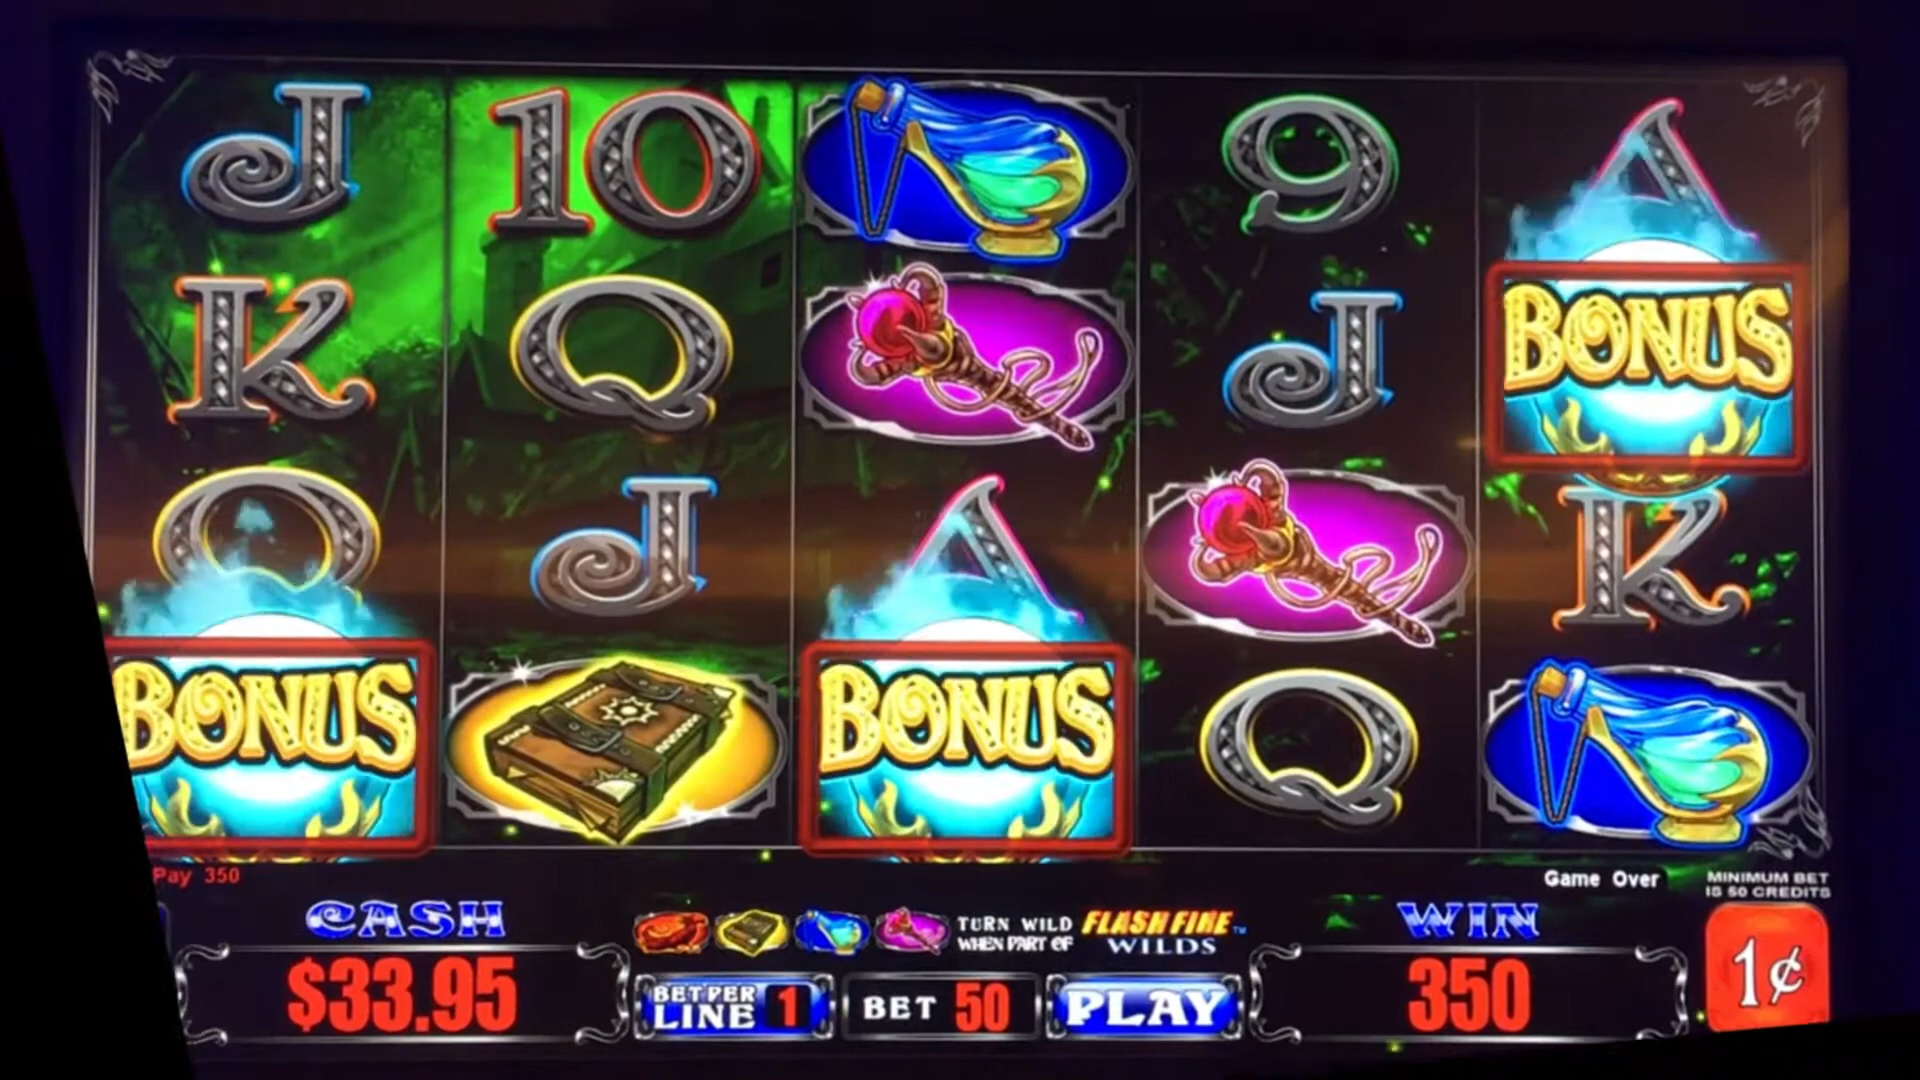 J 10 9 A
K Q J BONUS
Q J A K
BONUS BONUS Q
Pay 350
Game Over
MINIMUM BET
IS 50 CREDITS
CASH
TURN WILD
WHEN PART OF
FLASH FIRE™
WILDS
WIN
$33.95
BET PER
LINE 1
BET 50
PLAY
350
1¢